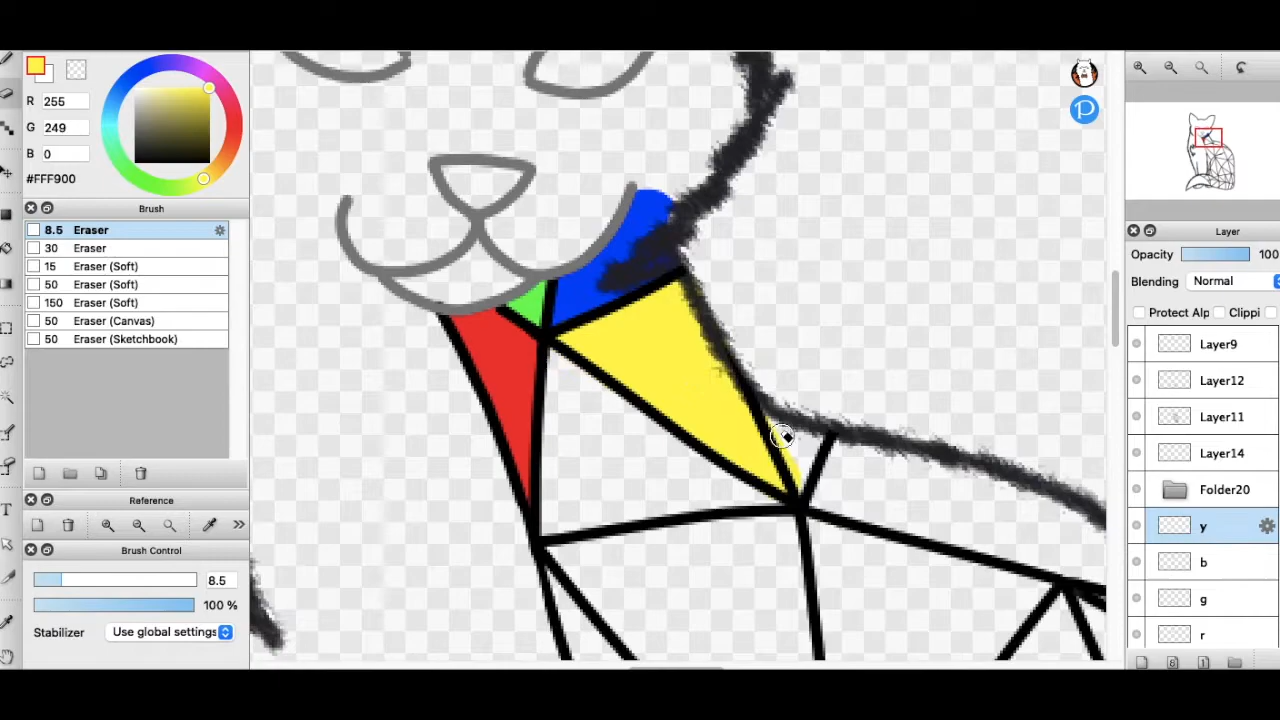 R 255
G 249
B 0
#FFF900
Brush
8.5 Eraser
30 Eraser
15 Eraser (Soft)
50 Eraser (Soft)
150 Eraser (Soft)
50 Eraser (Canvas)
50 Eraser (Sketchbook)
Reference
Brush Control
8.5
100 %
Stabilizer Use global settings
P
Layer
Opacity 100
Blending Normal
Protect Alp Clippi
Layer9
Layer12
Layer11
Layer14
Folder20
y
b
g
r